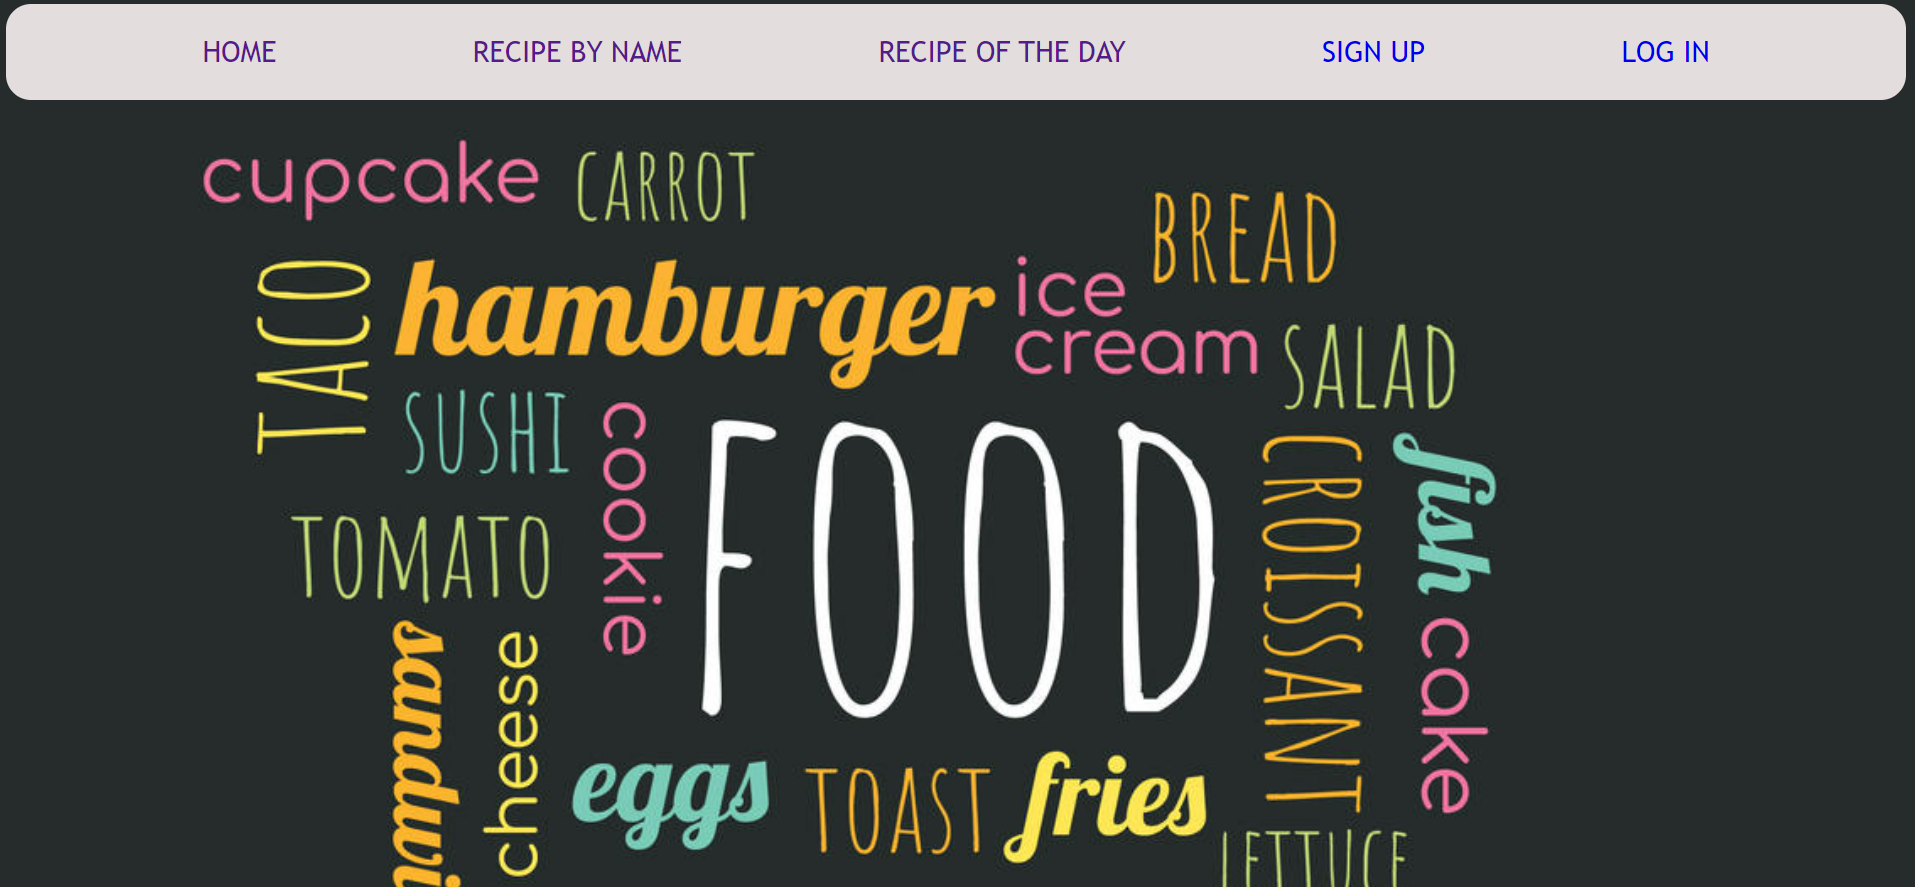 HOME RECIPE BY NAME RECIPE OF THE DAY SIGN UP LOG IN
cupcake CARROT
BREAD
TACO
hamburger
ice
cream
SALAD
SUSHI
cookie
FOOD
CROISSANT
fish
TOMATO
sandwi
cheese
cake
eggs TOAST fries
LETTUCE